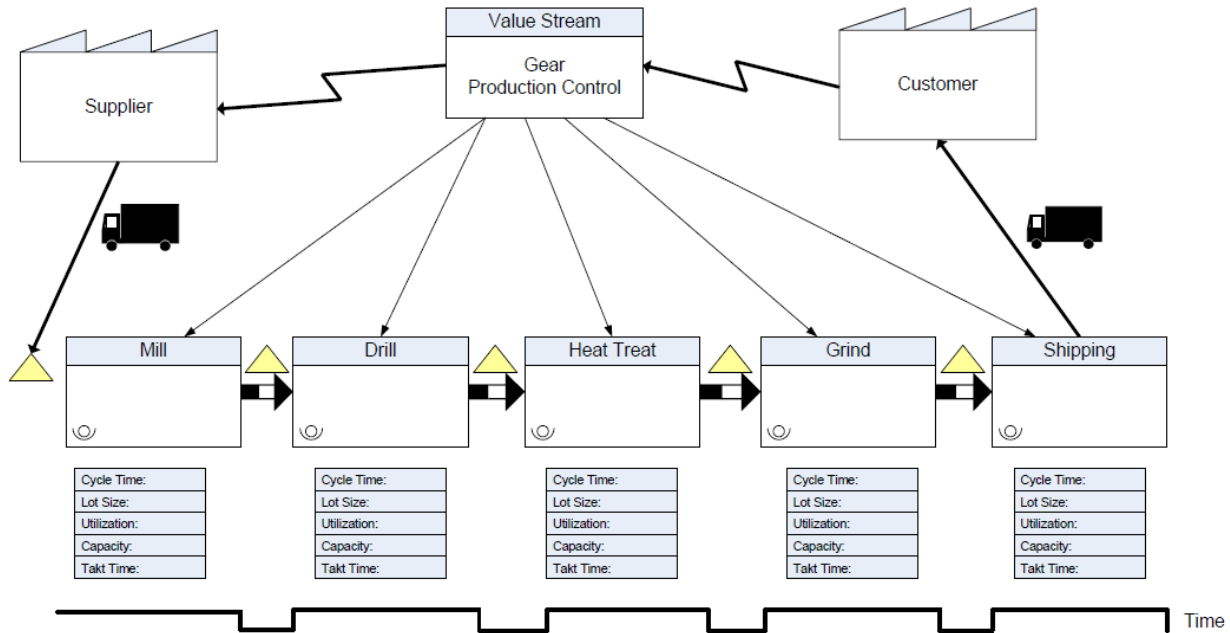 Value Stream
Gear
Production Control
Supplier
Customer
Mill
Drill
Heat Treat
Grind
Shipping
Cycle Time:
Lot Size:
Utilization:
Capacity:
Takt Time:
Cycle Time:
Lot Size:
Utilization:
Capacity:
Takt Time:
Cycle Time:
Lot Size:
Utilization:
Capacity:
Takt Time:
Cycle Time:
Lot Size:
Utilization:
Capacity:
Takt Time:
Cycle Time:
Lot Size:
Utilization:
Capacity:
Takt Time:
Time